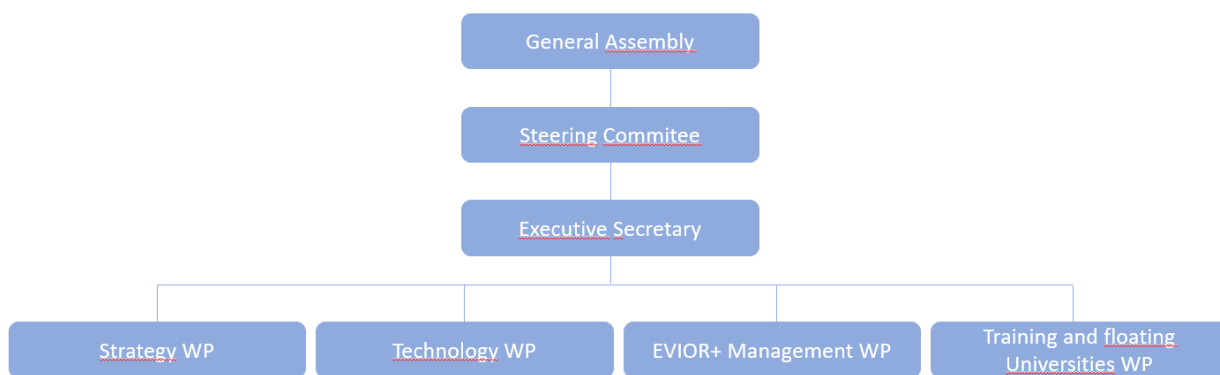 General Assembly
Steering Commitee
Executive Secretary
Strategy WP
Technology WP
EVIOR+ Management WP
Training and floating
Universities WP